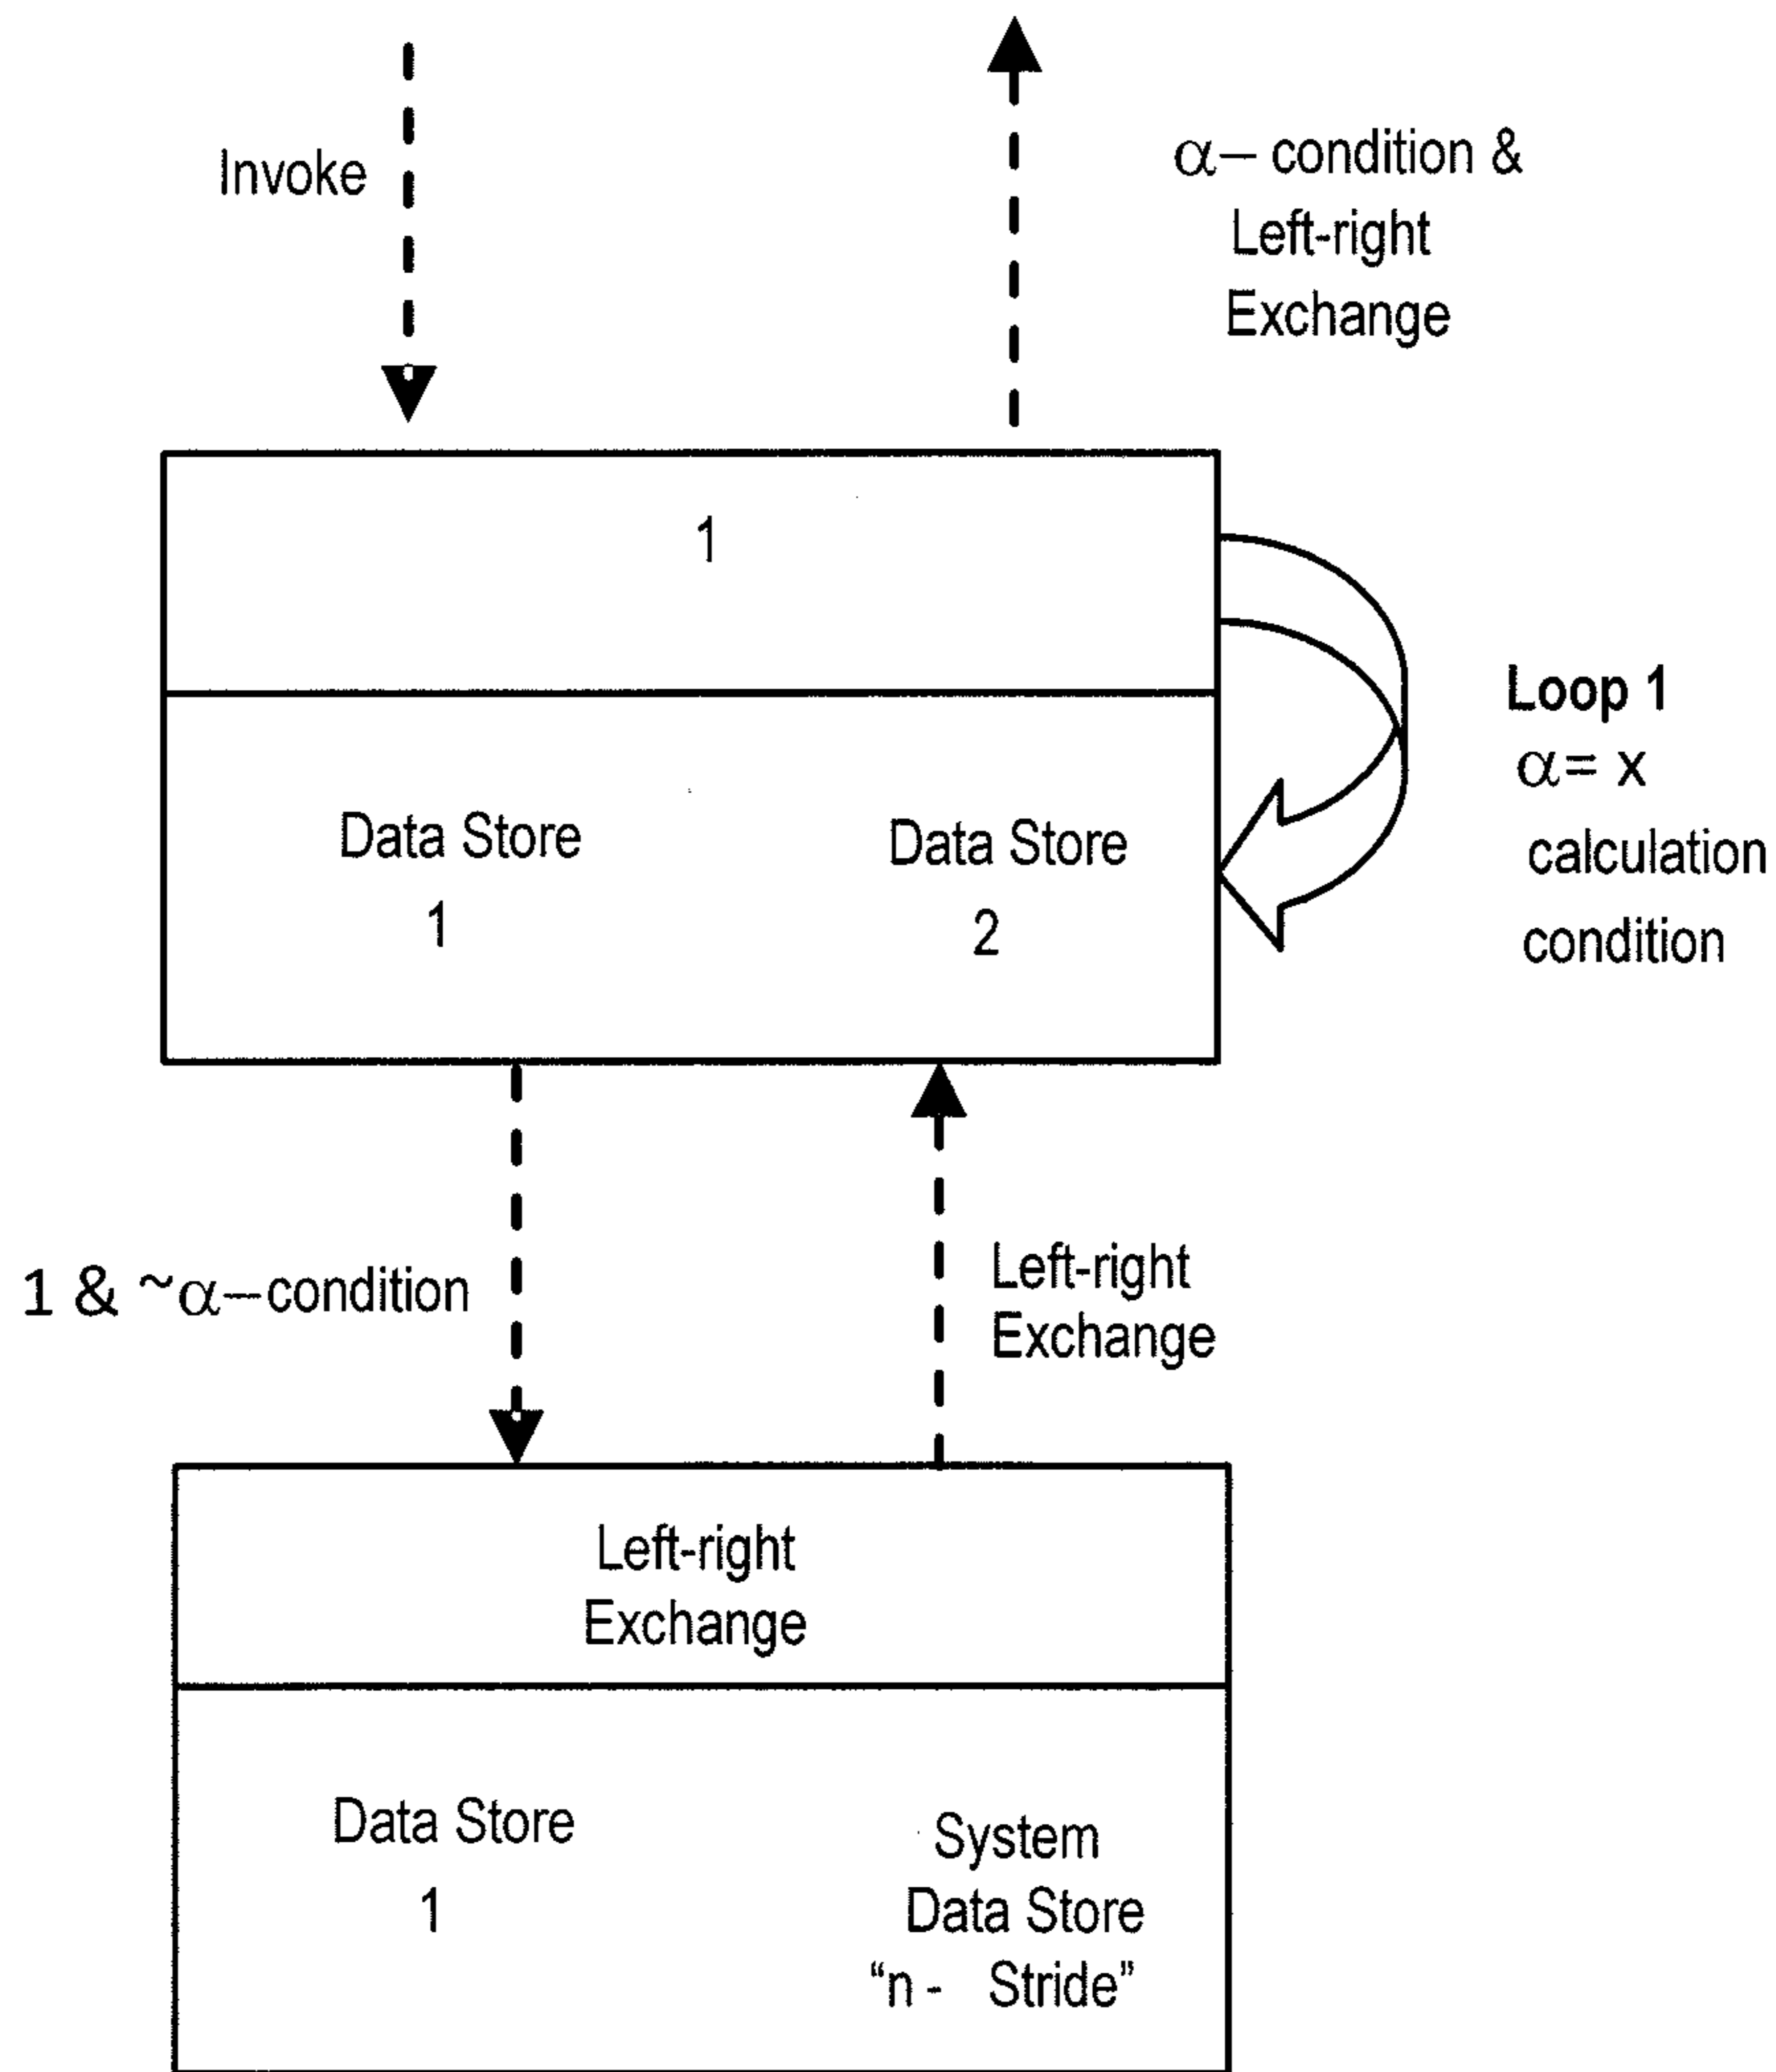 Invoke
α– condition &
Left-right
Exchange
1
Loop 1
α= x
calculation
condition
Data Store
1
Data Store
2
1 & ~α–condition
Left-right
Exchange
Left-right
Exchange
Data Store
1
System
Data Store
“n - Stride”